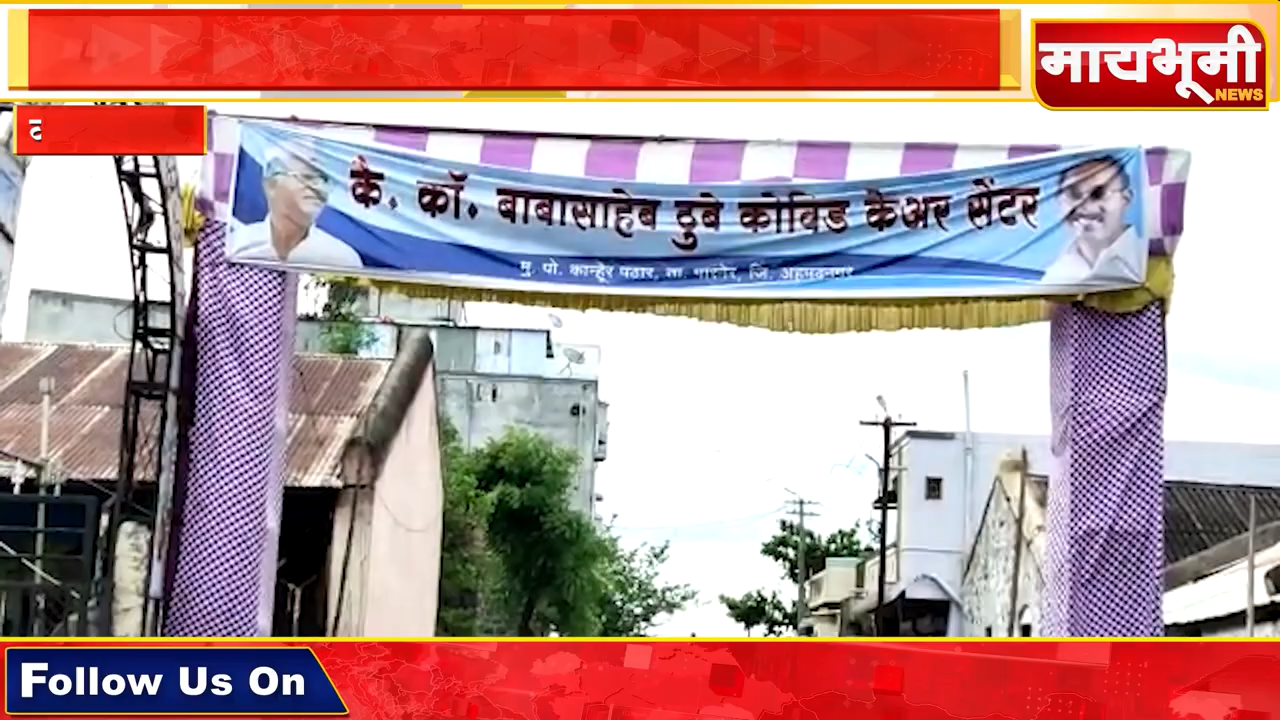 मायभूमी
NEWS
कै. कॉ. बाबासाहेब ठुबे कोविड केअर सेंटर
मु. पो. कान्हूर पठार, ता. पारनेर, जि. अहमदनगर
Follow Us On